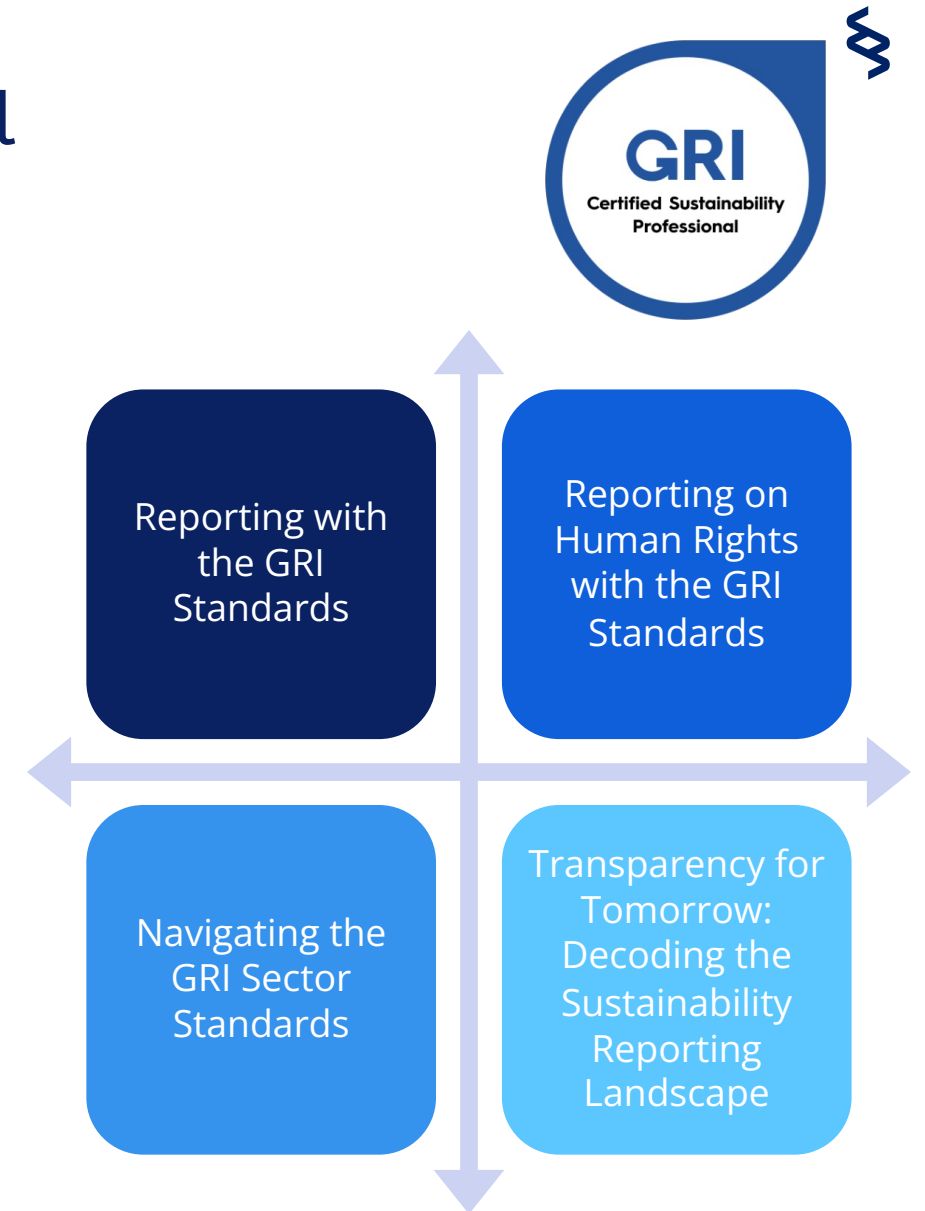 GRI
Certified Sustainability
Professional
Reporting with
the GRI
Standards
Reporting on
Human Rights
with the GRI
Standards
Navigating the
GRI Sector
Standards
Transparency for
Tomorrow:
Decoding the
Sustainability
Reporting
Landscape